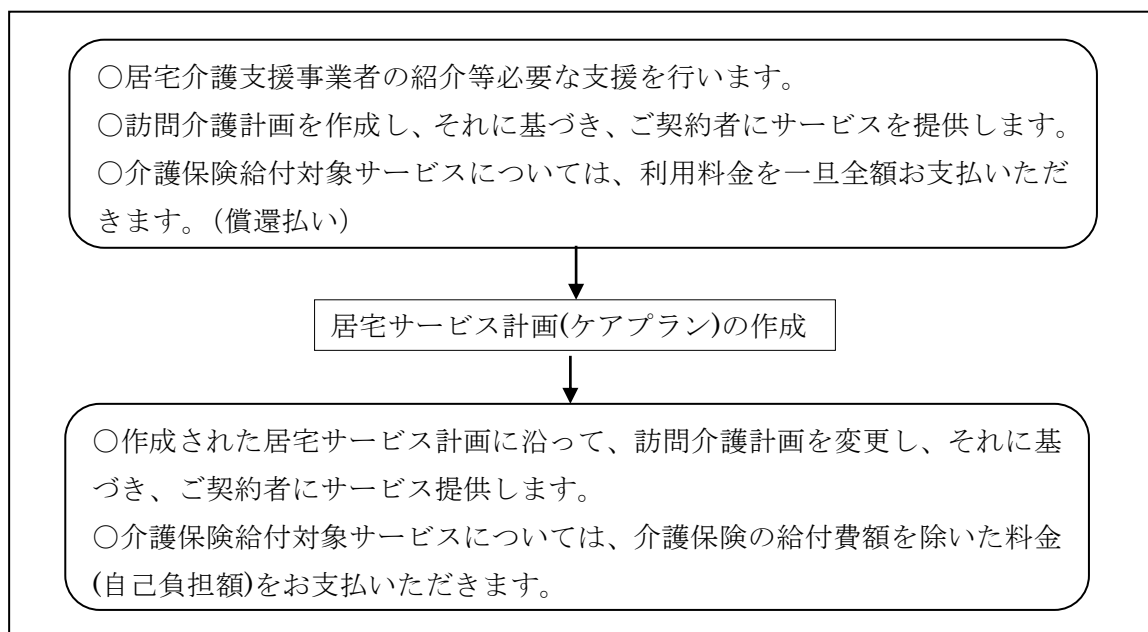 ○居宅介護支援事業者の紹介等必要な支援を行います。
○訪問介護計画を作成し、それに基づき、ご契約者にサービスを提供します。
○介護保険給付対象サービスについては、利用料金を一旦全額お支払いただ
きます。（償還払い）
居宅サービス計画(ケアプラン)の作成
○作成された居宅サービス計画に沿って、訪問介護計画を変更し、それに基
づき、ご契約者にサービス提供します。
○介護保険給付対象サービスについては、介護保険の給付費額を除いた料金
(自己負担額)をお支払いただきます。